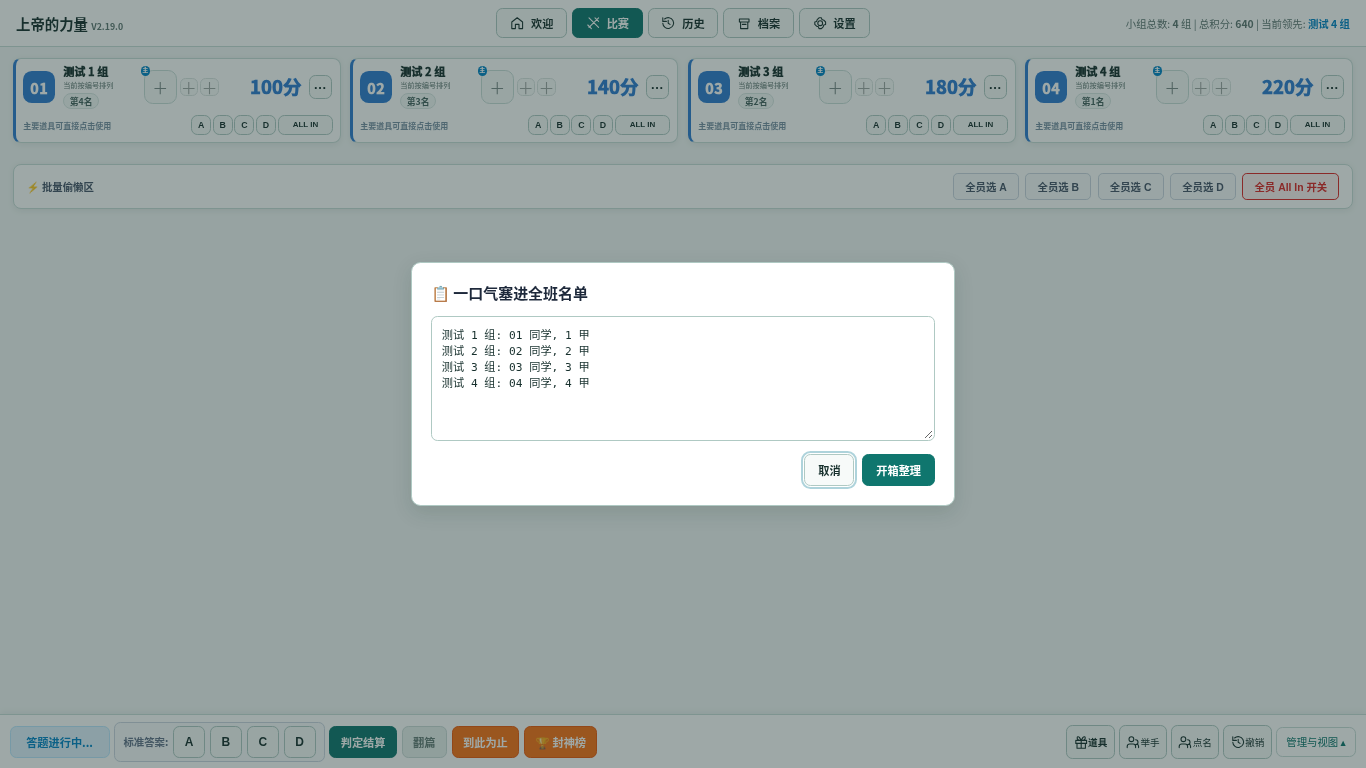 上帝的力量 V2.19.0
欢迎
比赛
历史
档案
设置
小组总数: 4 组 | 总积分: 640 | 当前领先: 测试 4 组
01
测试 1 组
当前按编号排列
第4名
主
100分
...
主要道具可直接点击使用
A
B
C
D
ALL IN
02
测试 2 组
当前按编号排列
第3名
主
140分
...
主要道具可直接点击使用
A
B
C
D
ALL IN
03
测试 3 组
当前按编号排列
第2名
主
180分
...
主要道具可直接点击使用
A
B
C
D
ALL IN
04
测试 4 组
当前按编号排列
第1名
主
220分
...
主要道具可直接点击使用
A
B
C
D
ALL IN
⚡ 批量偷懒区
全员选 A
全员选 B
全员选 C
全员选 D
全员 All In 开关
📋 一口气塞进全班名单
测试 1 组: 01 同学, 1 甲
测试 2 组: 02 同学, 2 甲
测试 3 组: 03 同学, 3 甲
测试 4 组: 04 同学, 4 甲
取消
开箱整理
答题进行中...
标准答案:
A
B
C
D
判定结算
翻篇
到此为止
🏆 封神榜
道具
举手
点名
撤销
管理与视图 ▴